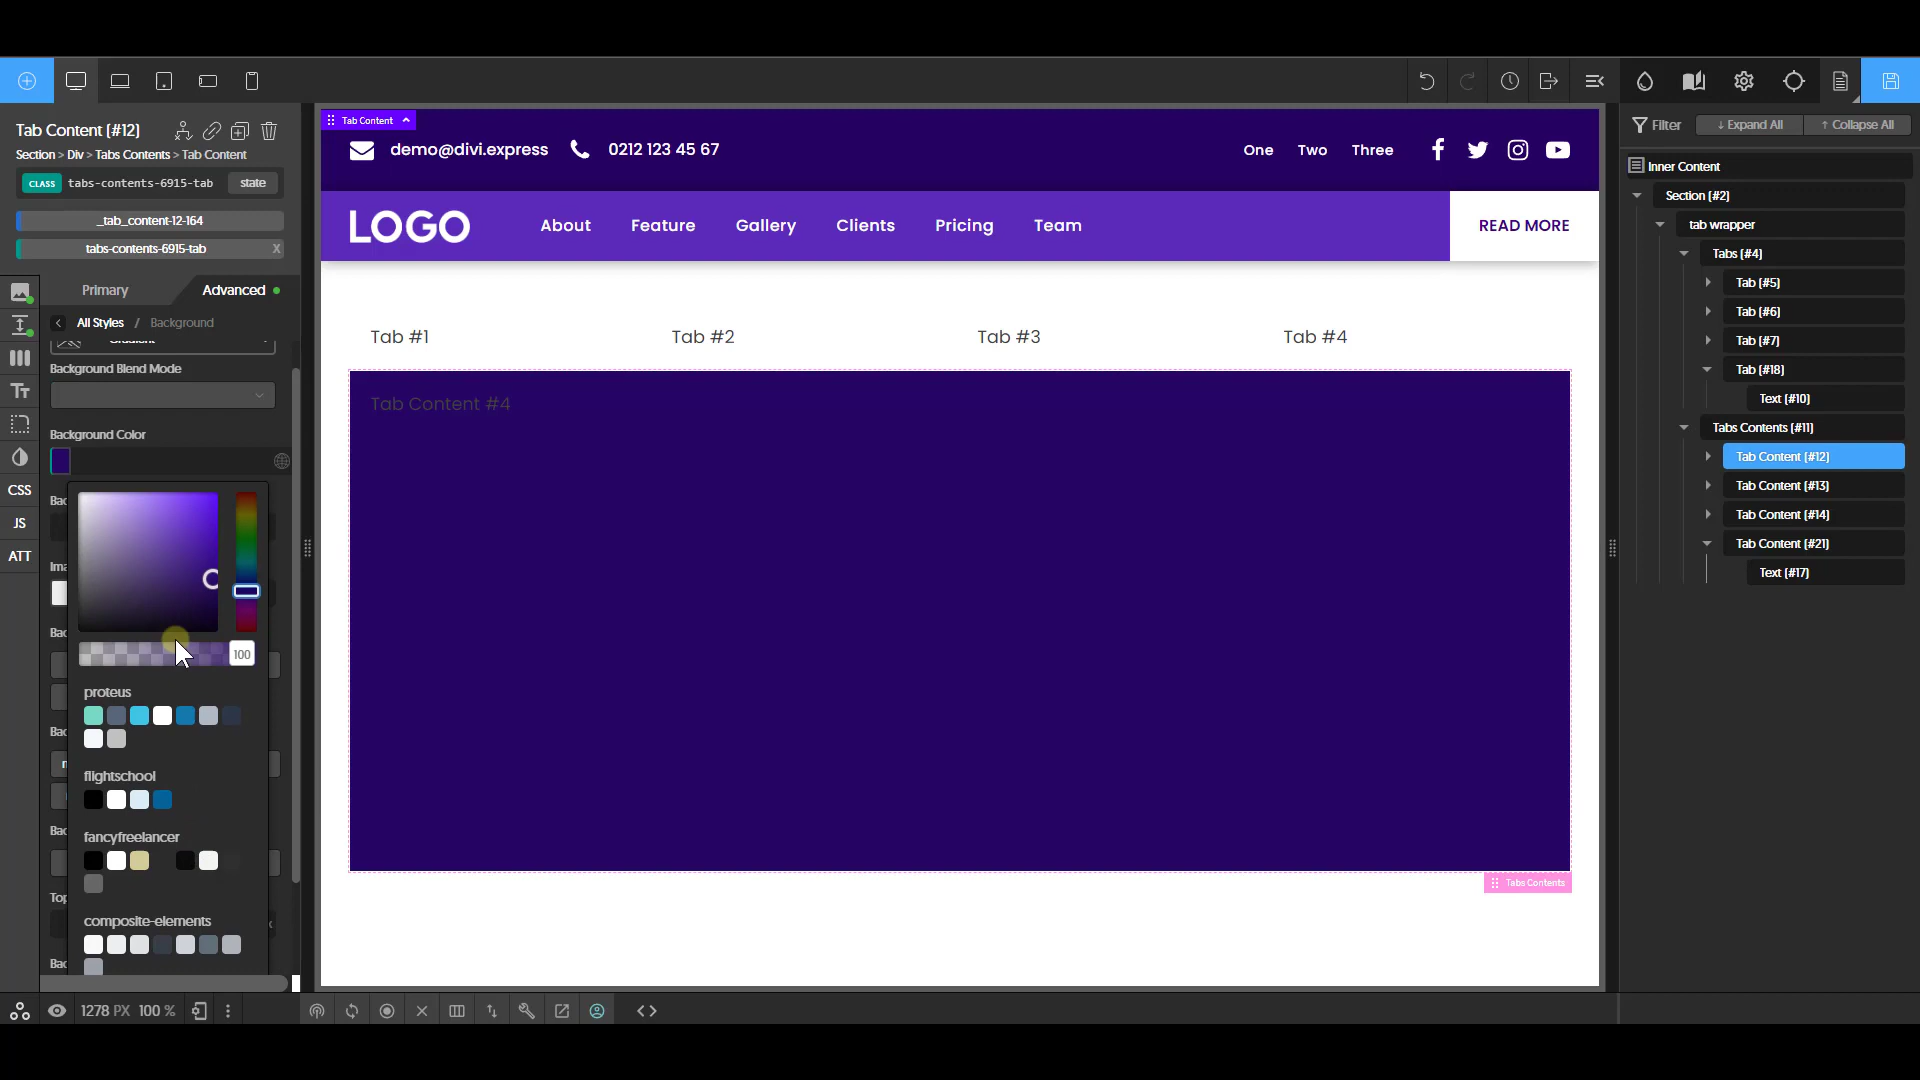 Tab Content [#12]
Section > Div > Tabs Contents > Tab Content
CLASS tabs-contents-6915-tab state
_tab_content-12-164
tabs-contents-6915-tab X
Primary Advanced
All Styles / Background
Gradient
Background Blend Mode
Background Color
CSS
JS
ATT
100
proteus
flightschool
fancyfreelancer
composite-elements
1278 PX 100 %
Tab Content
demo@divi.express 0212 123 45 67 One Two Three
LOGO About Feature Gallery Clients Pricing Team READ MORE
Tab #1 Tab #2 Tab #3 Tab #4
Tab Content #4
Tabs Contents
Filter ↓ Expand All ↑ Collapse All
Inner Content
Section [#2]
tab wrapper
Tabs [#4]
Tab [#5]
Tab [#6]
Tab [#7]
Tab [#18]
Text [#10]
Tabs Contents [#11]
Tab Content [#12]
Tab Content [#13]
Tab Content [#14]
Tab Content [#21]
Text [#17]